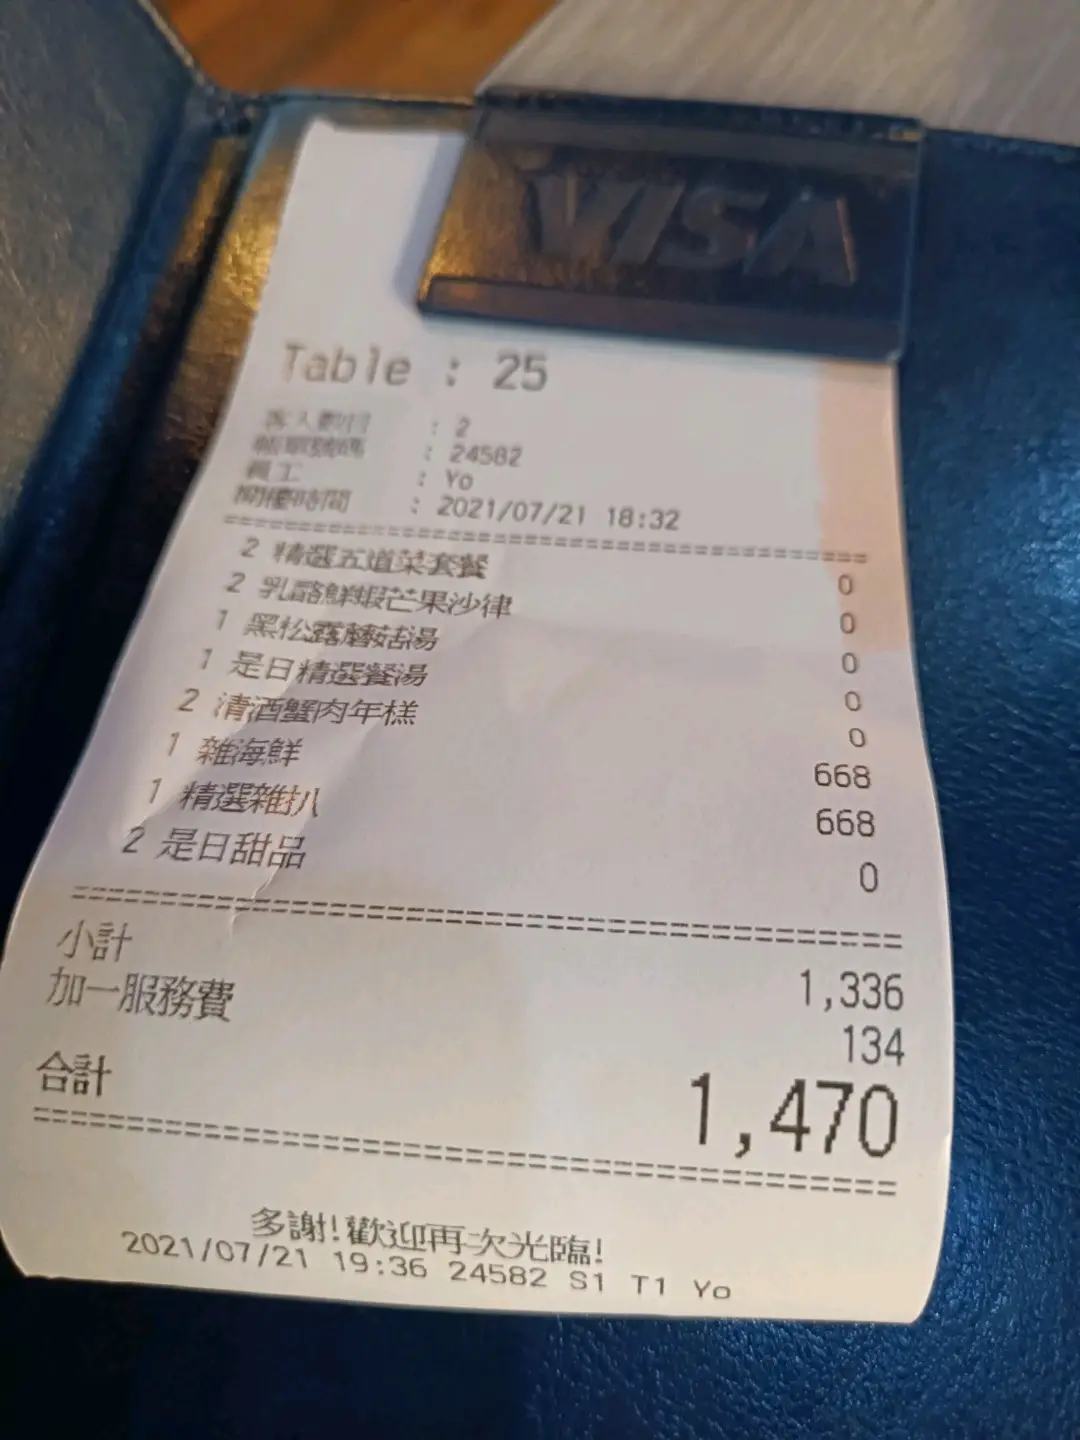 VISA
Table : 25
客人數目 : 2
帳單號碼 : 24582
員工 : Yo
開檯時間 : 2021/07/21 18:32
2 精選五道菜套餐 0
2 乳酪鮮蝦芒果沙律 0
1 黑松露蘑菇湯 0
1 是日精選餐湯 0
2 清酒蟹肉年糕 0
1 雜海鮮 668
1 精選雜扒 668
2 是日甜品 0
小計 1,336
加一服務費 134
合計 1,470
多謝!歡迎再次光臨!
2021/07/21 19:36 24582 S1 T1 Yo